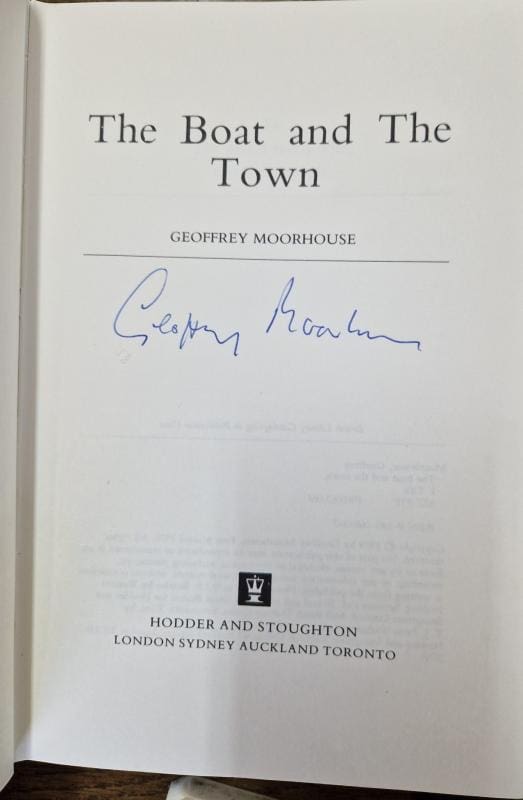 The Boat and The
Town
GEOFFREY MOORHOUSE
Geoffrey Moorhouse
HODDER AND STOUGHTON
LONDON SYDNEY AUCKLAND TORONTO